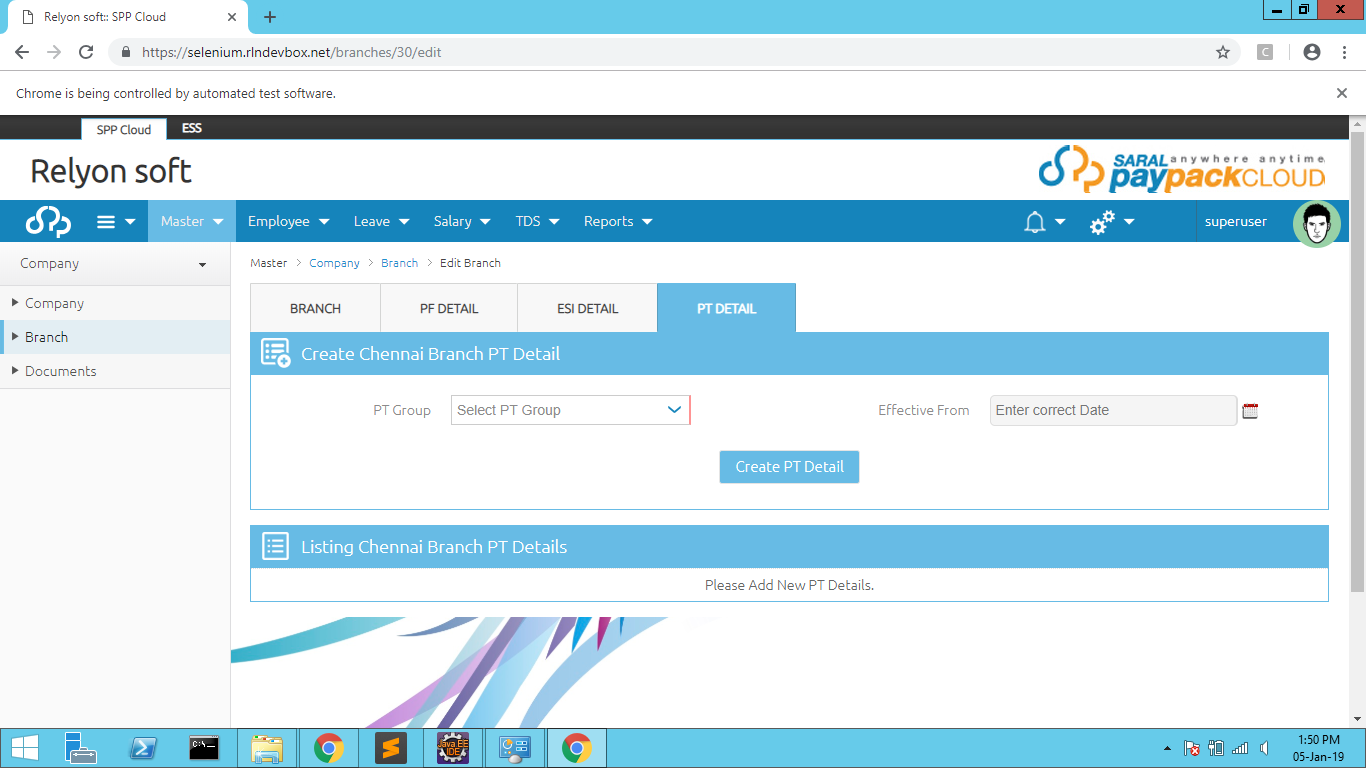 Relyon soft:: SPP Cloud
https://selenium.rlndevbox.net/branches/30/edit
C
Chrome is being controlled by automated test software.
SPP Cloud ESS
Relyon soft
SARAL anywhere anytime
paypackCLOUD
Master Employee Leave Salary TDS Reports superuser
Company
Master > Company > Branch > Edit Branch
Company
Branch
Documents
BRANCH PF DETAIL ESI DETAIL PT DETAIL
Create Chennai Branch PT Detail
PT Group Select PT Group Effective From Enter correct Date
Create PT Detail
Listing Chennai Branch PT Details
Please Add New PT Details.
C:\_
Java EE
IDE
1:50 PM
05-Jan-19